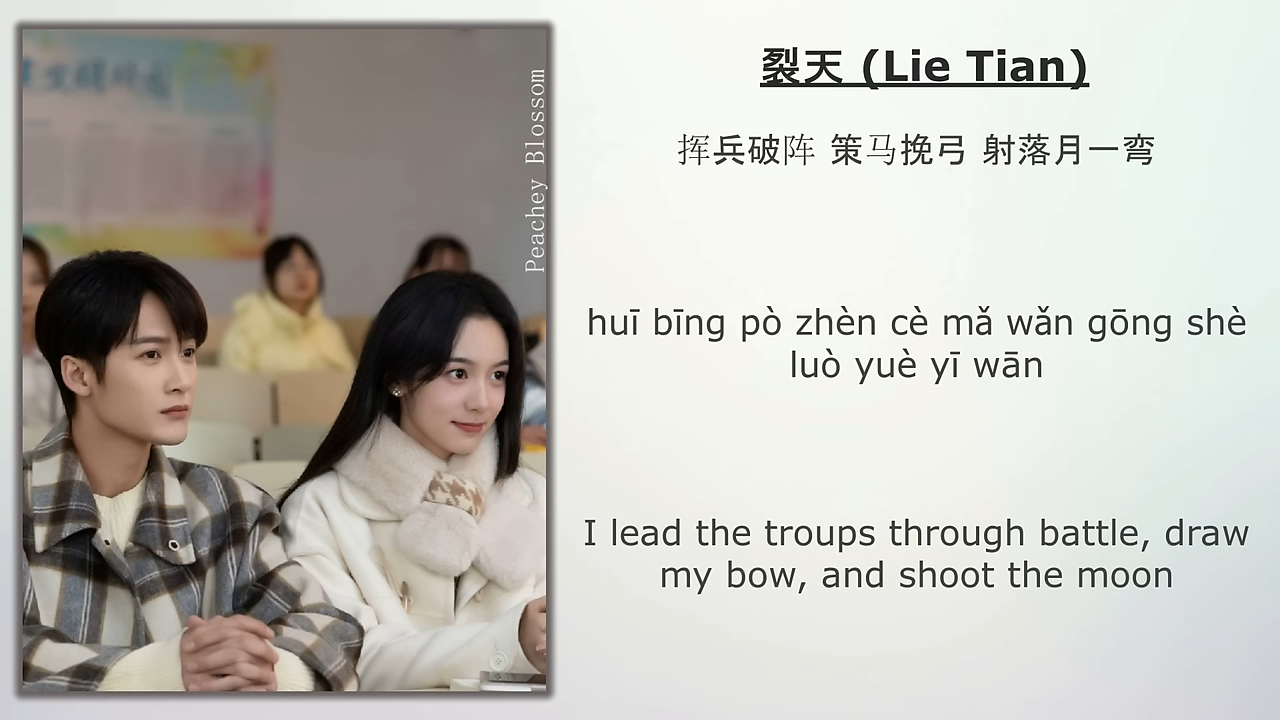 裂天 (Lie Tian)
挥兵破阵 策马挽弓 射落月一弯
huī bīng pò zhèn cè mǎ wǎn gōng shè
luò yuè yī wān
I lead the troups through battle, draw
my bow, and shoot the moon
Peachey Blossom